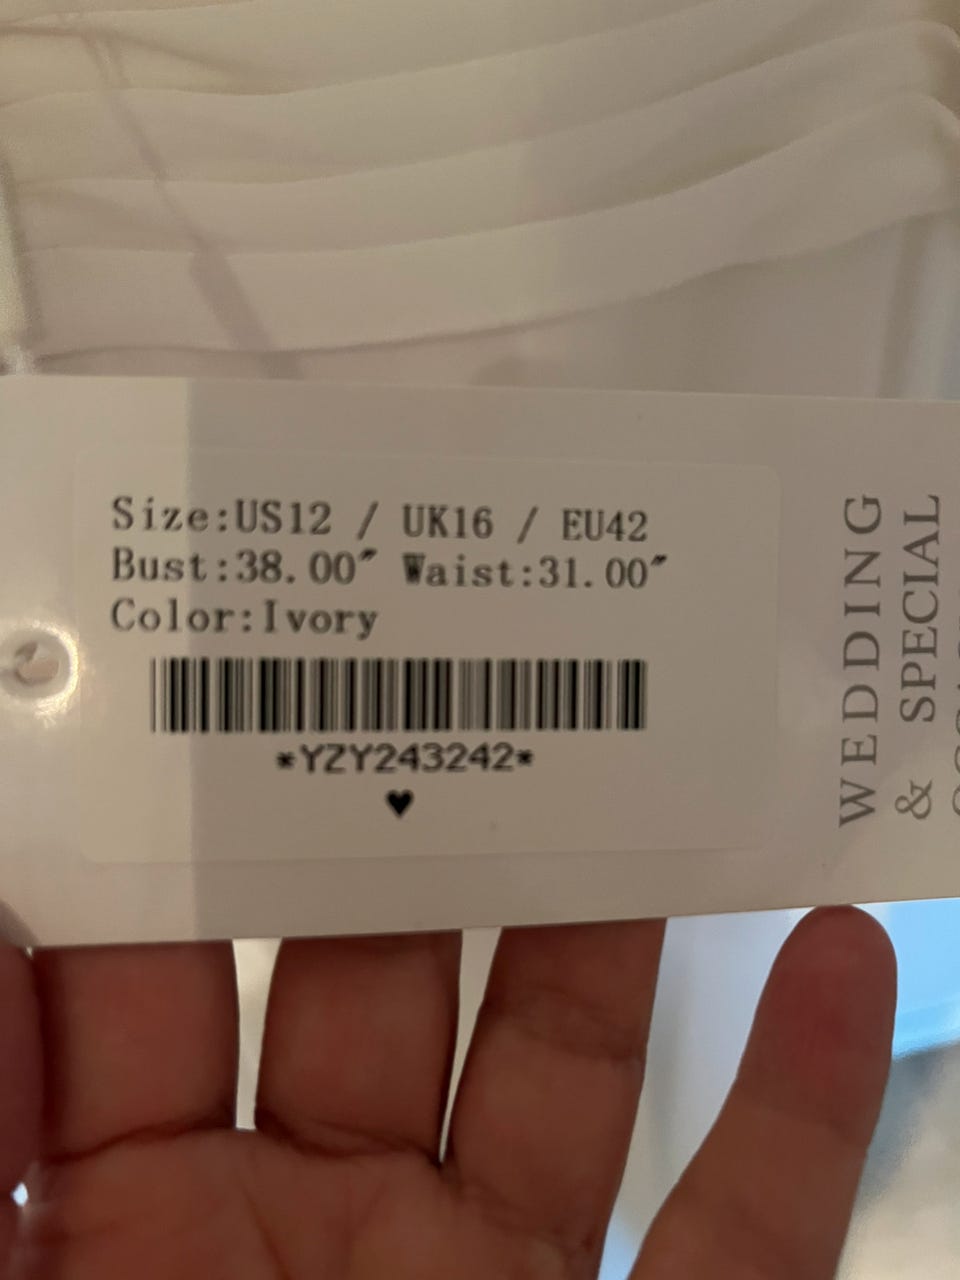 Size:US12 / UK16 / EU42
Bust:38.00" Waist:31.00"
Color:Ivory
*YZY243242*
♥
WEDDING
& SPECIAL